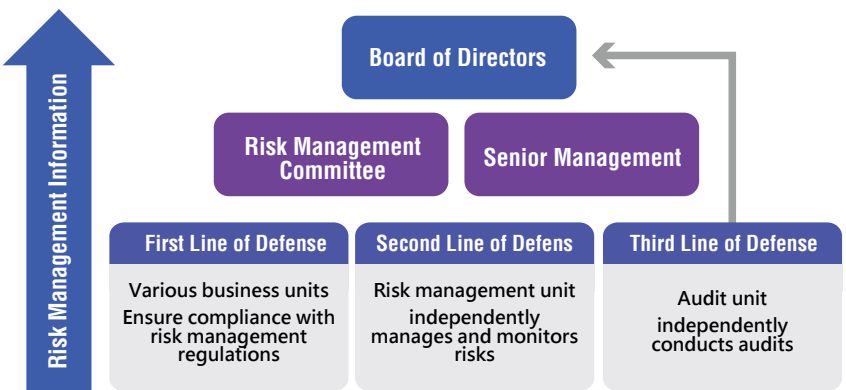 Risk Management Information
Board of Directors
Risk Management
Committee
Senior Management
First Line of Defense
Various business units
Ensure compliance with
risk management
regulations
Second Line of Defens
Risk management unit
independently
manages and monitors
risks
Third Line of Defense
Audit unit
independently
conducts audits